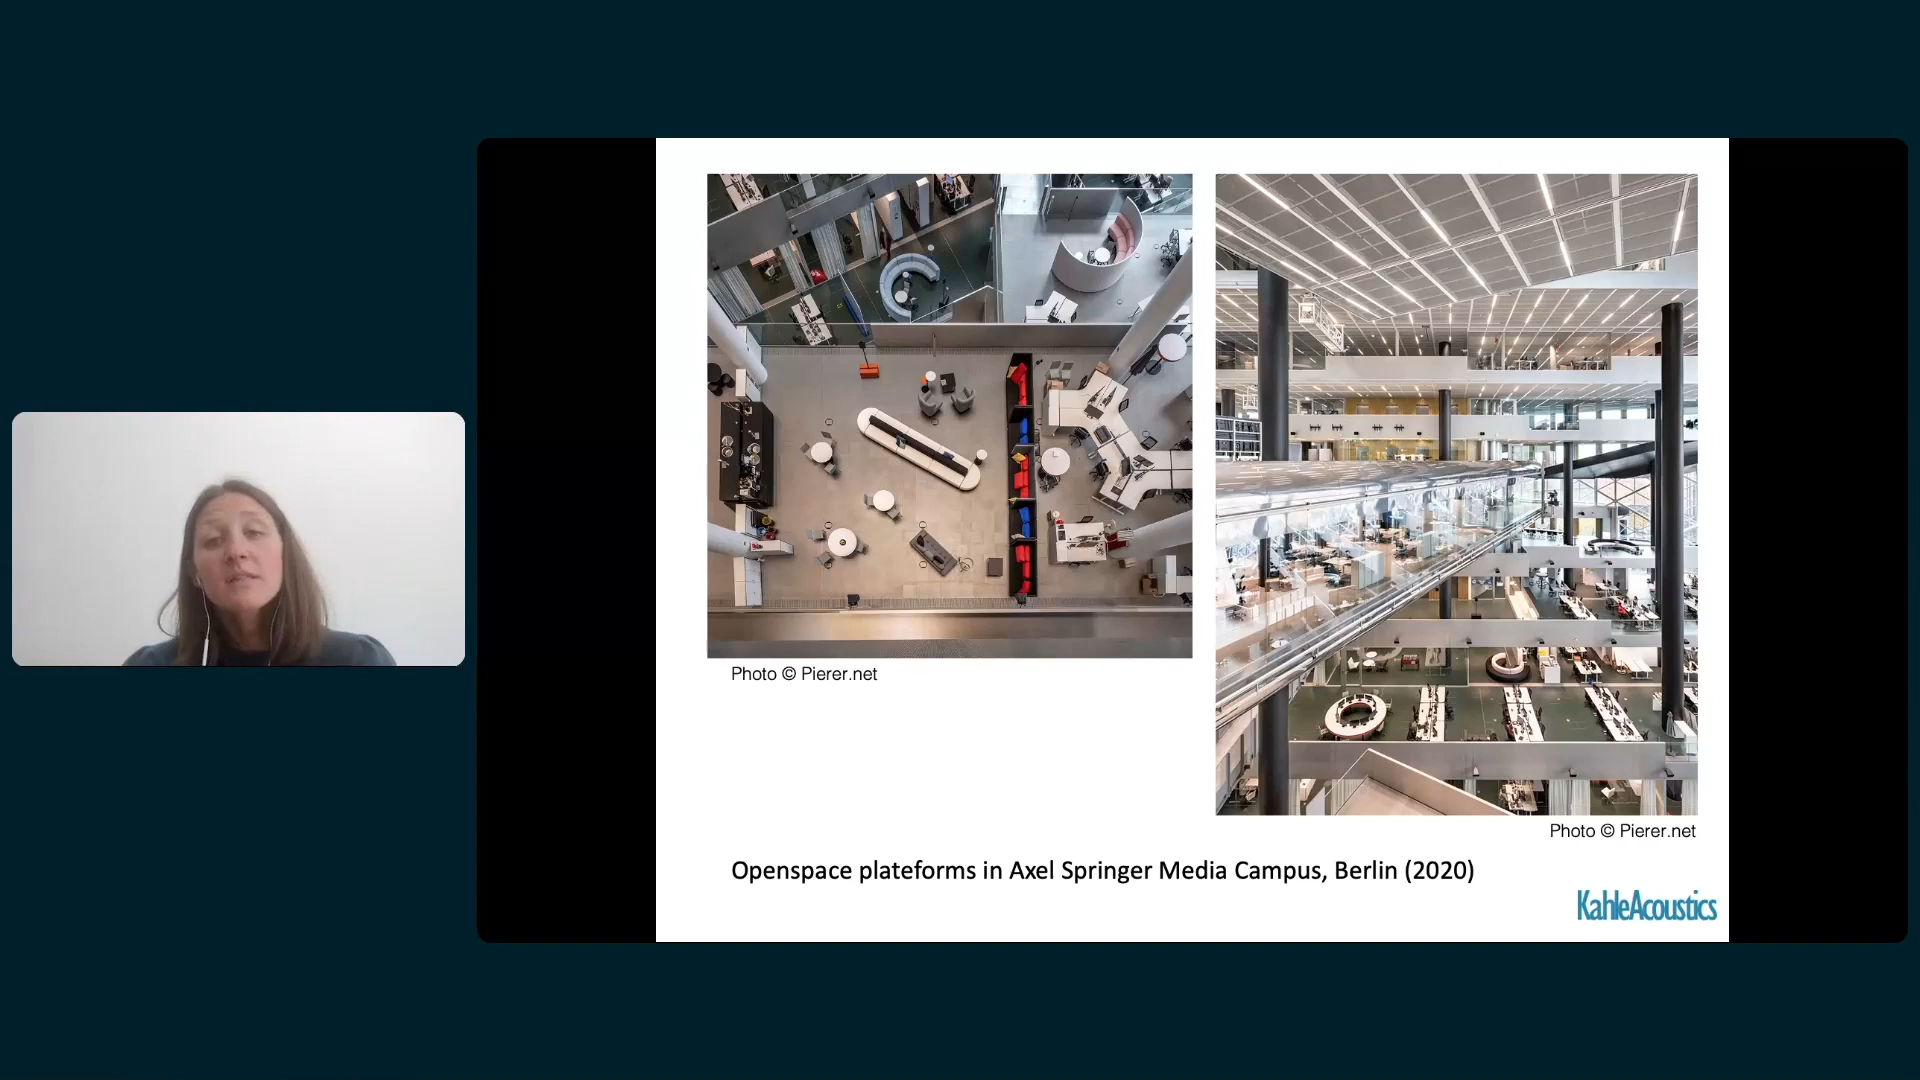 Photo © Pierer.net
Photo © Pierer.net
Openspace plateforms in Axel Springer Media Campus, Berlin (2020)
KahleAcoustics